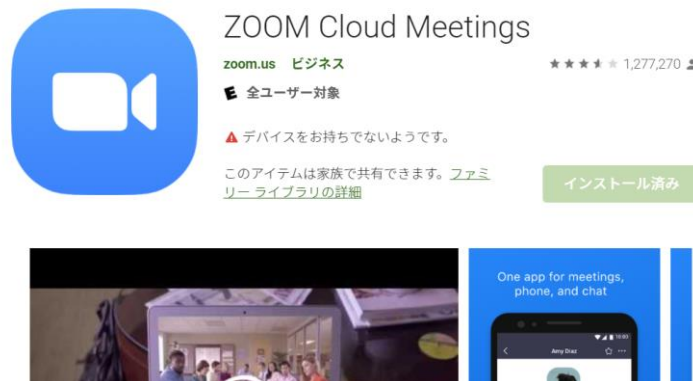 ZOOM Cloud Meetings
zoom.us ビジネス
1,277,270
E 全ユーザー対象
デバイスをお持ちでないようです。
このアイテムは家族で共有できます。ファミ
リー ライブラリの詳細
インストール済み
One app for meetings,
phone, and chat
10:00
Amy Diaz